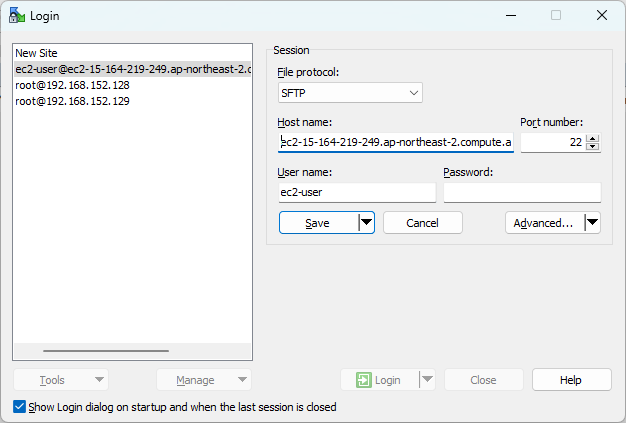 Login
New Site
ec2-user@ec2-15-164-219-249.ap-northeast-2.c
root@192.168.152.128
root@192.168.152.129
Session
File protocol:
SFTP
Host name:
Port number:
ec2-15-164-219-249.ap-northeast-2.compute.a
22
User name:
Password:
ec2-user
Save
Cancel
Advanced...
Tools
Manage
Login
Close
Help
Show Login dialog on startup and when the last session is closed